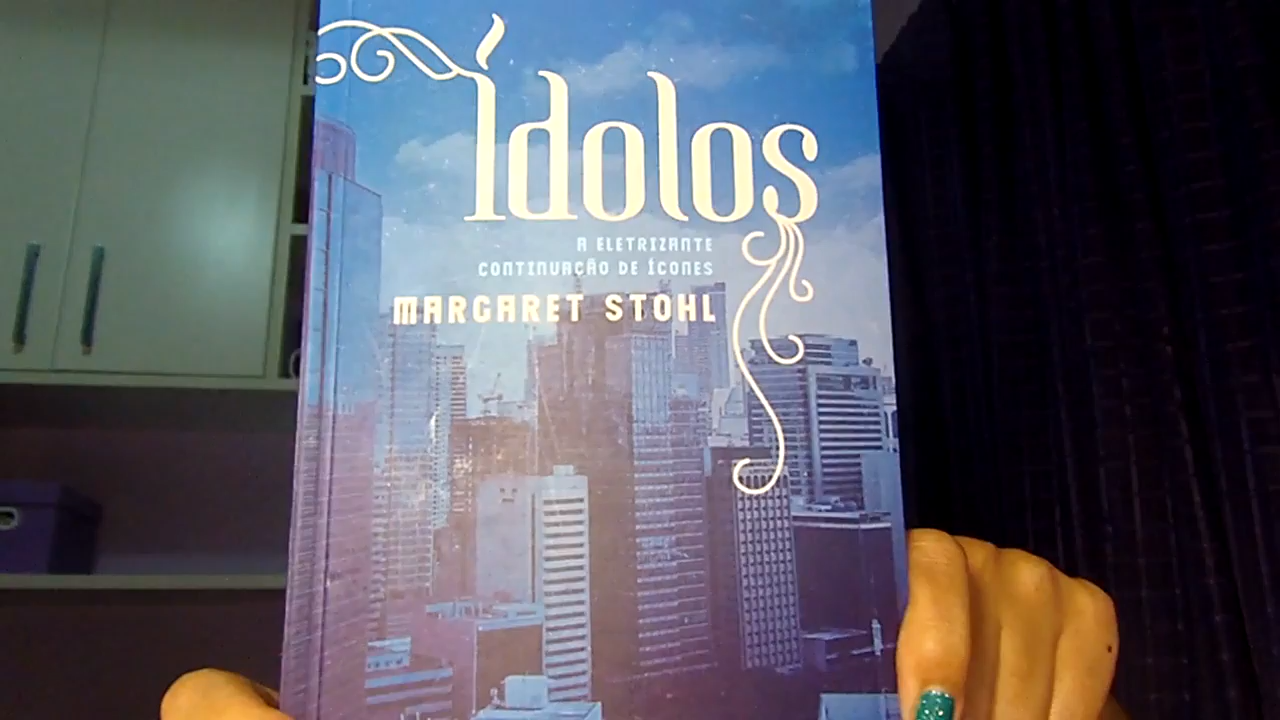 Ídolos
A ELETRIZANTE
CONTINUAÇÃO DE ÍCONES
MARGARET STOHL